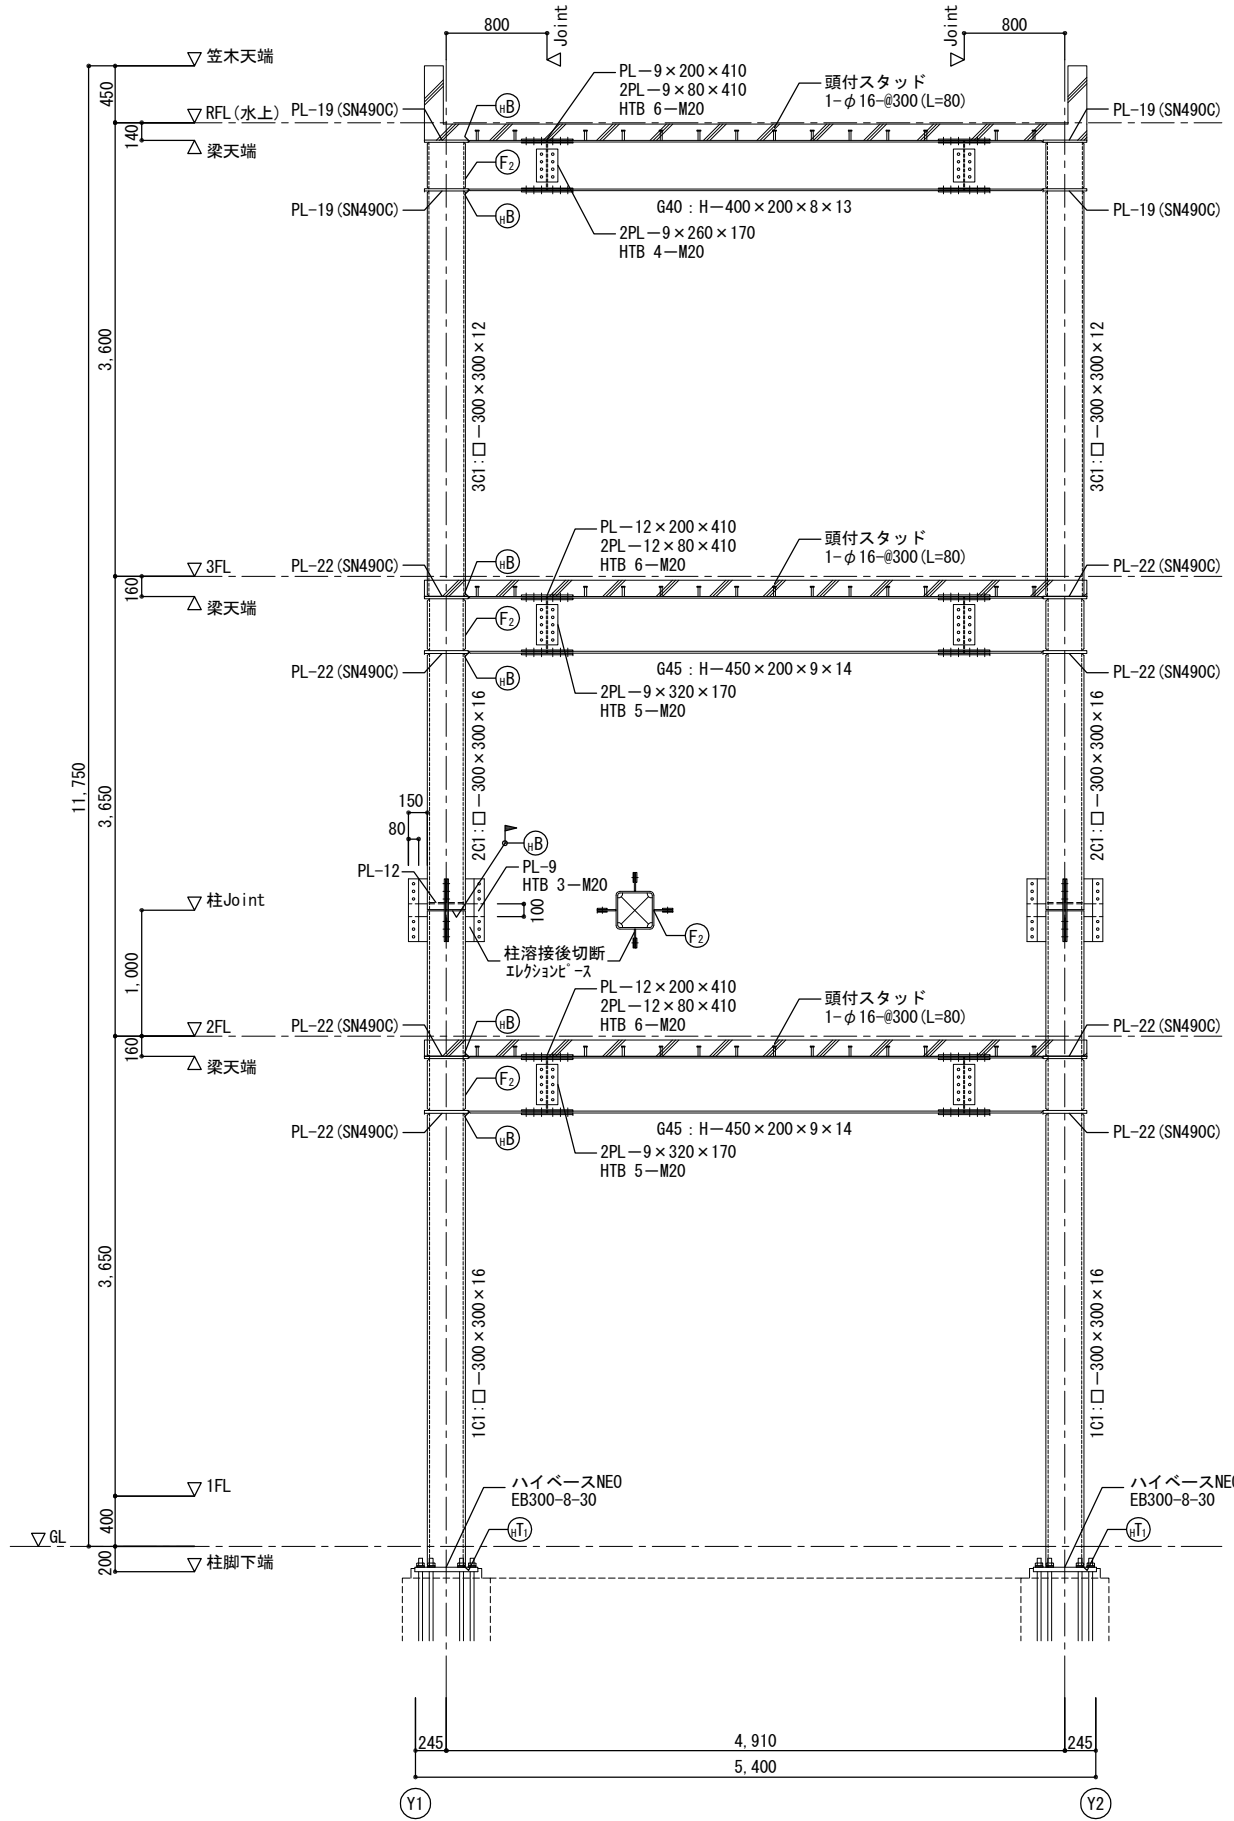 800
Joint
Joint
800
笠木天端
450
PL-9×200×410
2PL-9×80×410
HTB 6-M20
頭付スタッド
1-φ16-@300(L=80)
RFL(水上)
PL-19(SN490C)
HB
PL-19(SN490C)
140
梁天端
F2
PL-19(SN490C)
HB
G40：H-400×200×8×13
PL-19(SN490C)
2PL-9×260×170
HTB 4-M20
3,600
3C1：□-300×300×12
3C1：□-300×300×12
PL-12×200×410
2PL-12×80×410
HTB 6-M20
頭付スタッド
1-φ16-@300(L=80)
3FL
PL-22(SN490C)
HB
PL-22(SN490C)
160
梁天端
F2
PL-22(SN490C)
HB
G45：H-450×200×9×14
PL-22(SN490C)
2PL-9×320×170
HTB 5-M20
11,750
3,650
2C1：□-300×300×16
2C1：□-300×300×16
150
80
HB
PL-12
PL-9
HTB 3-M20
柱Joint
100
F2
柱溶接後切断
エレクションピース
1,000
PL-12×200×410
2PL-12×80×410
HTB 6-M20
頭付スタッド
1-φ16-@300(L=80)
2FL
PL-22(SN490C)
HB
PL-22(SN490C)
160
梁天端
F2
PL-22(SN490C)
HB
G45：H-450×200×9×14
PL-22(SN490C)
2PL-9×320×170
HTB 5-M20
3,650
1C1：□-300×300×16
1C1：□-300×300×16
1FL
ハイベースNEO
EB300-8-30
ハイベースNEO
EB300-8-30
400
GL
HT1
HT1
200
柱脚下端
245
4,910
245
5,400
Y1
Y2